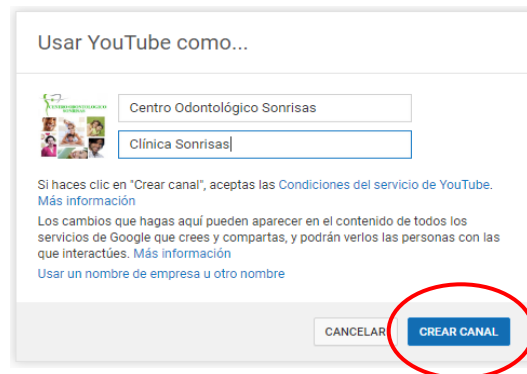 Usar YouTube como...
CENTRO ODONTOLOGICO
SONRISAS
Centro Odontológico Sonrisas
Clínica Sonrisas
Si haces clic en "Crear canal", aceptas las Condiciones del servicio de YouTube.
Más información
Los cambios que hagas aquí pueden aparecer en el contenido de todos los
servicios de Google que crees y compartas, y podrán verlos las personas con las
que interactúes. Más información
Usar un nombre de empresa u otro nombre
CANCELAR
CREAR CANAL